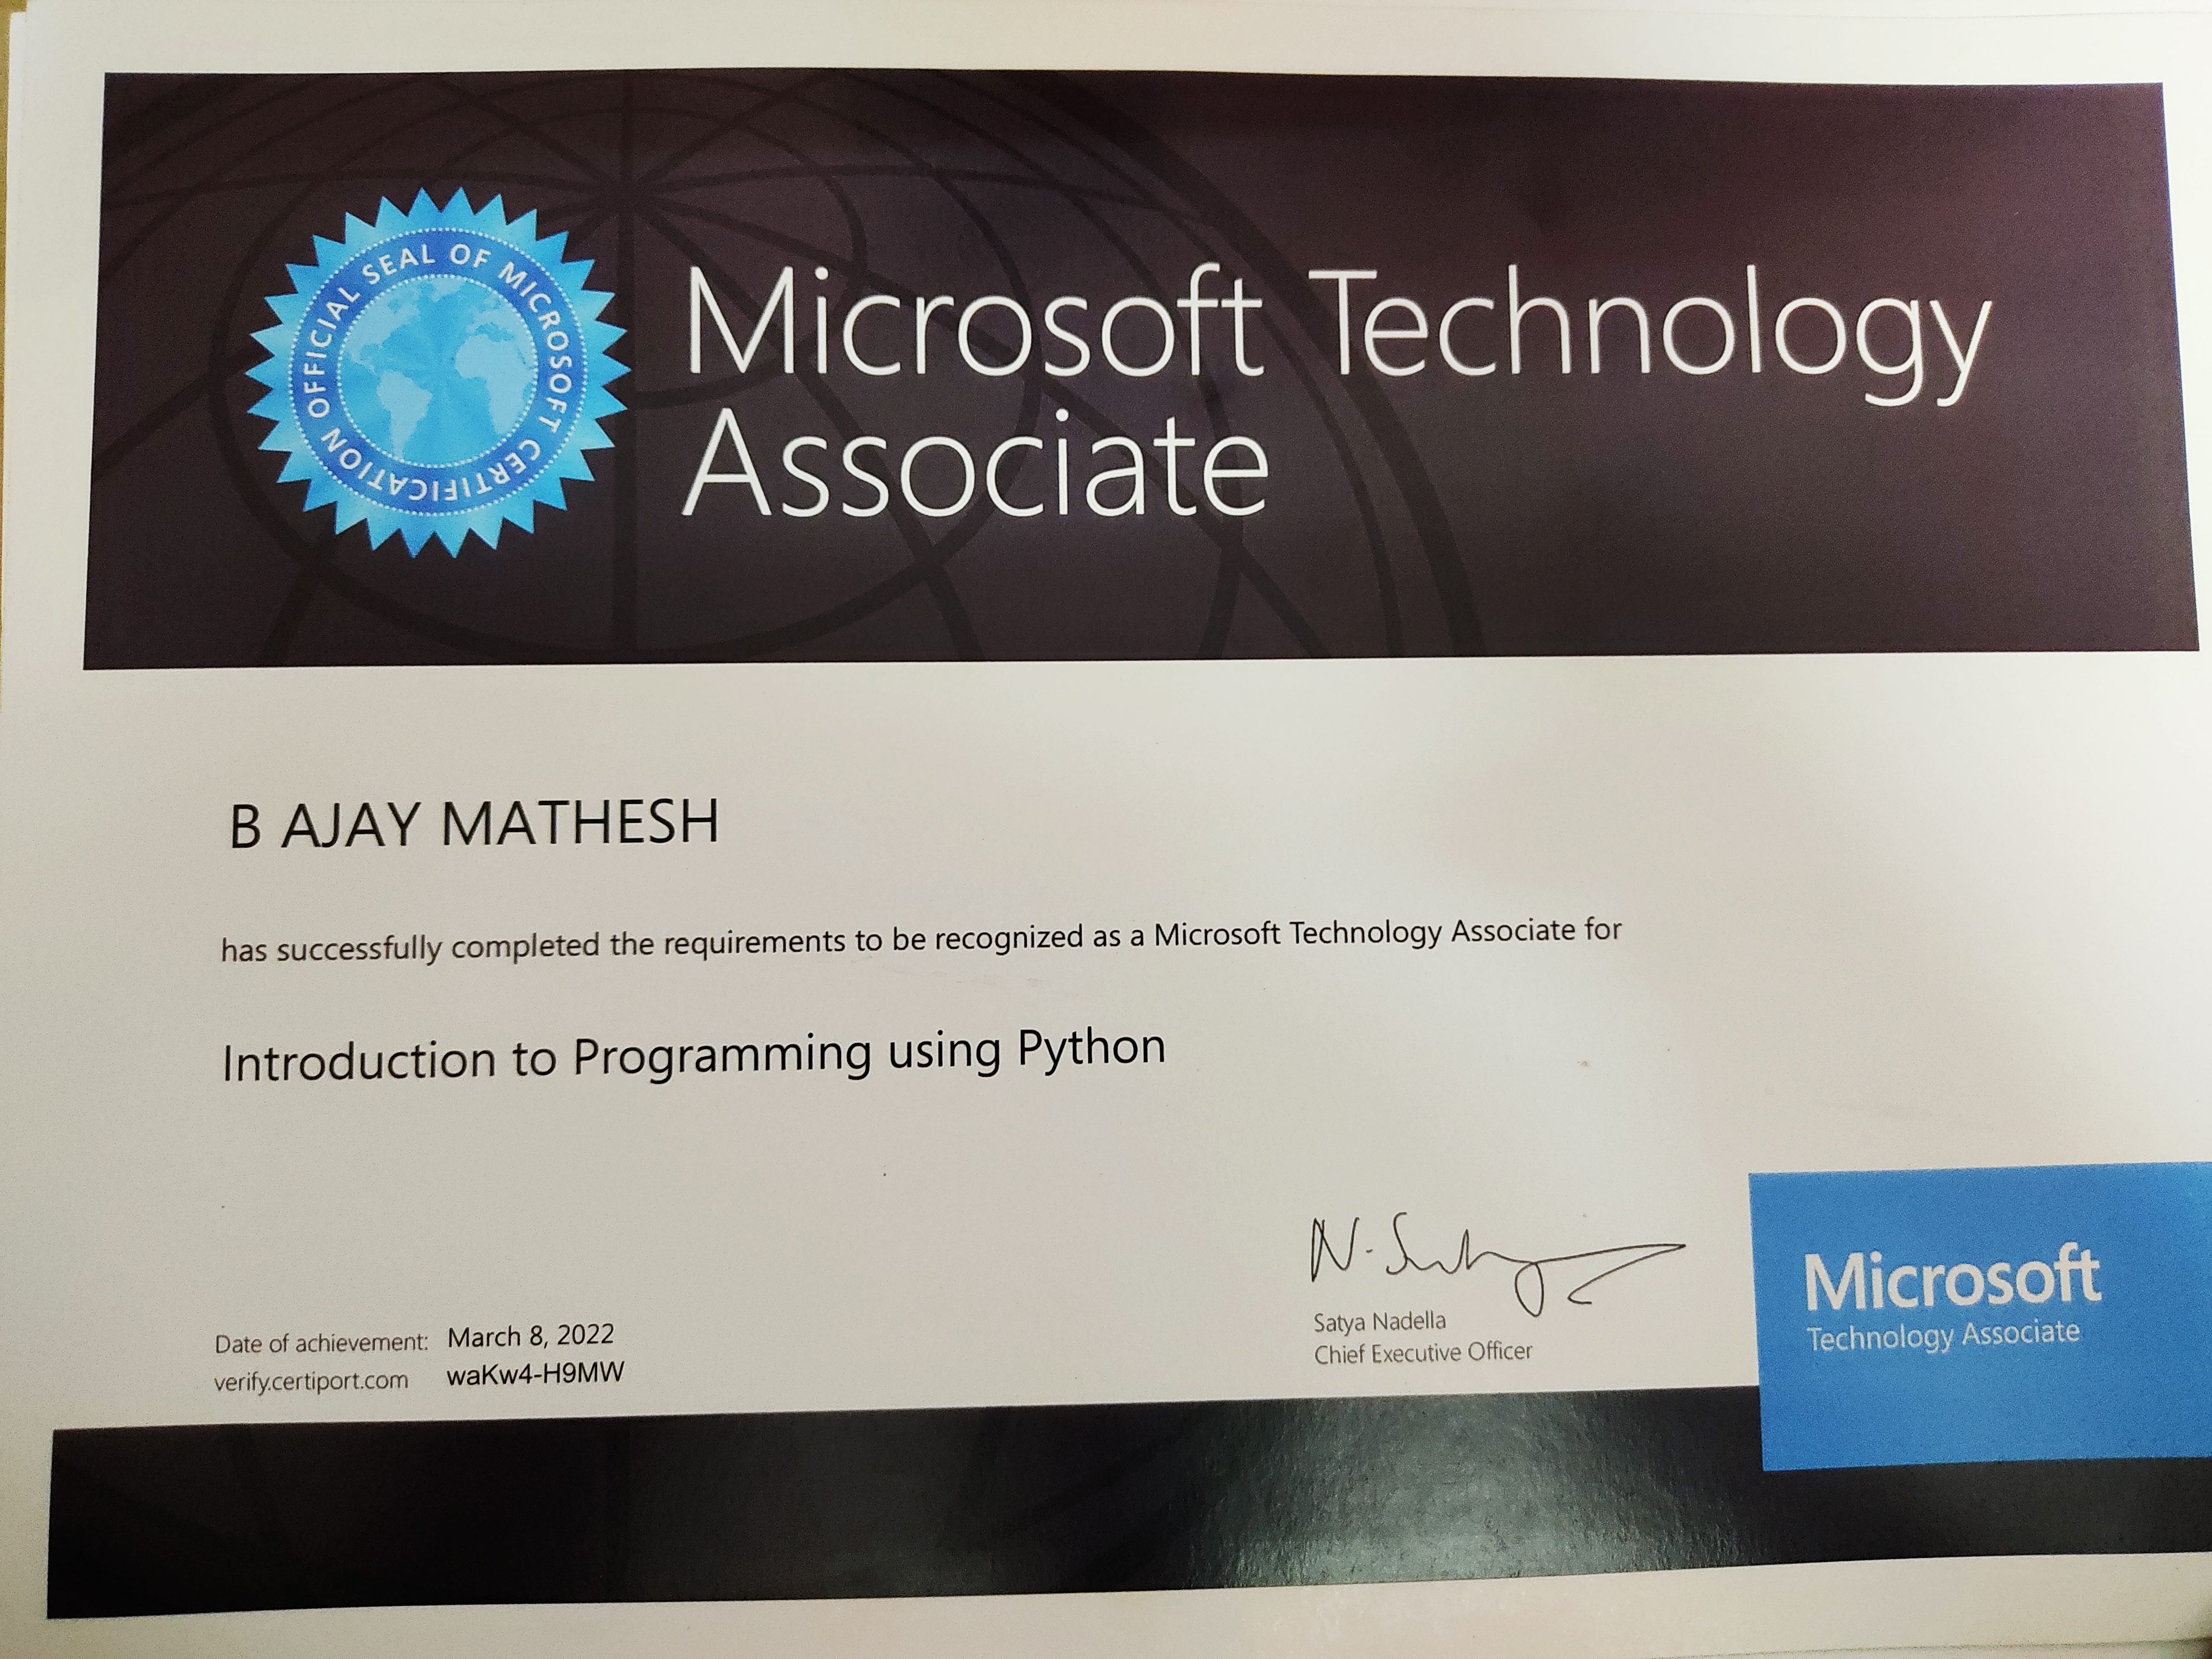 OFFICIAL SEAL OF MICROSOFT CERTIFICATION
Microsoft Technology
Associate
B AJAY MATHESH
has successfully completed the requirements to be recognized as a Microsoft Technology Associate for
Introduction to Programming using Python
N. Satya
Satya Nadella
Chief Executive Officer
Date of achievement: March 8, 2022
verify.certiport.com waKw4-H9MW
Microsoft
Technology Associate